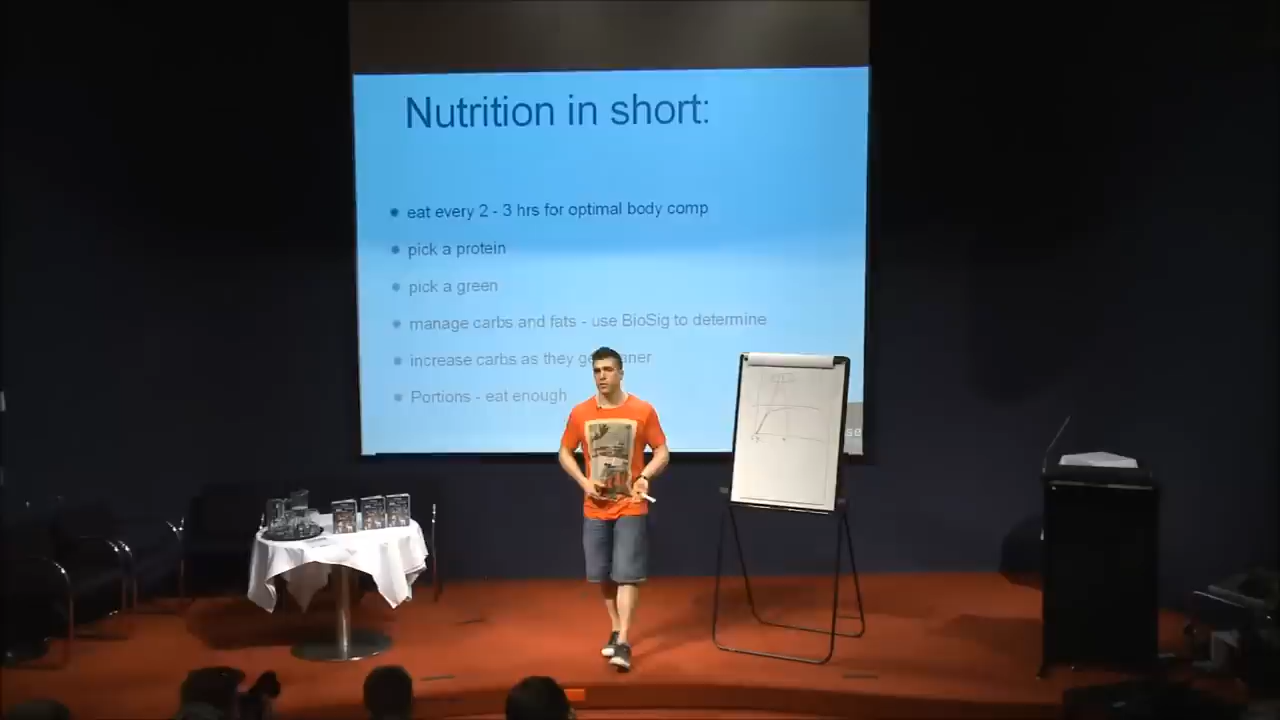 Nutrition in short:
eat every 2 - 3 hrs for optimal body comp
pick a protein
pick a green
manage carbs and fats - use BioSig to determine
increase carbs as they
Portions - eat enough